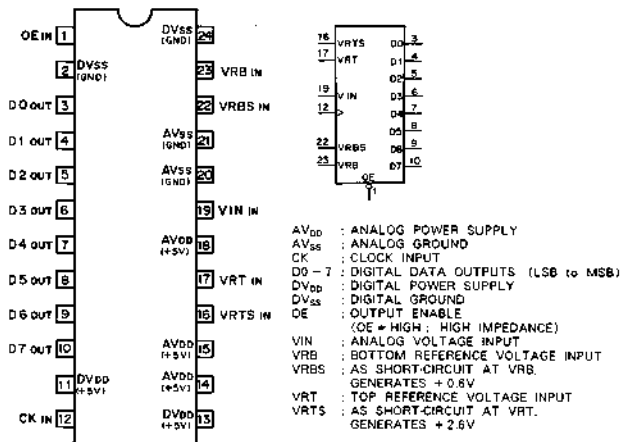 OE IN 1
2 DVSS (GND)
D0 OUT 3
D1 OUT 4
D2 OUT 5
D3 OUT 6
D4 OUT 7
D5 OUT 8
D6 OUT 9
D7 OUT 10
11 DVDD (+5V)
CK IN 12
DVSS (GND) 24
23 VRB IN
22 VRBS IN
AVSS (GND) 21
AVSS (GND) 20
19 VIN IN
AVDD (+5V) 18
17 VRT IN
16 VRTS IN
AVDD (+5V) 15
AVDD (+5V) 14
DVDD (+5V) 13
16 VRTS
17 VRT
19 VIN
12
22 VRBS
23 VRB
D0 3
D1 4
D2 5
D3 6
D4 7
D5 8
D6 9
D7 10
OE
1
AVDD : ANALOG POWER SUPPLY
AVSS : ANALOG GROUND
CK : CLOCK INPUT
D0 – 7 : DIGITAL DATA OUTPUTS (LSB to MSB)
DVDD : DIGITAL POWER SUPPLY
DVSS : DIGITAL GROUND
OE : OUTPUT ENABLE
(OE = HIGH ; HIGH IMPEDANCE)
VIN : ANALOG VOLTAGE INPUT
VRB : BOTTOM REFERENCE VOLTAGE INPUT
VRBS : AS SHORT-CIRCUIT AT VRB.
GENERATES + 0.6V
VRT : TOP REFERENCE VOLTAGE INPUT
VRTS : AS SHORT-CIRCUIT AT VRT.
GENERATES + 2.6V